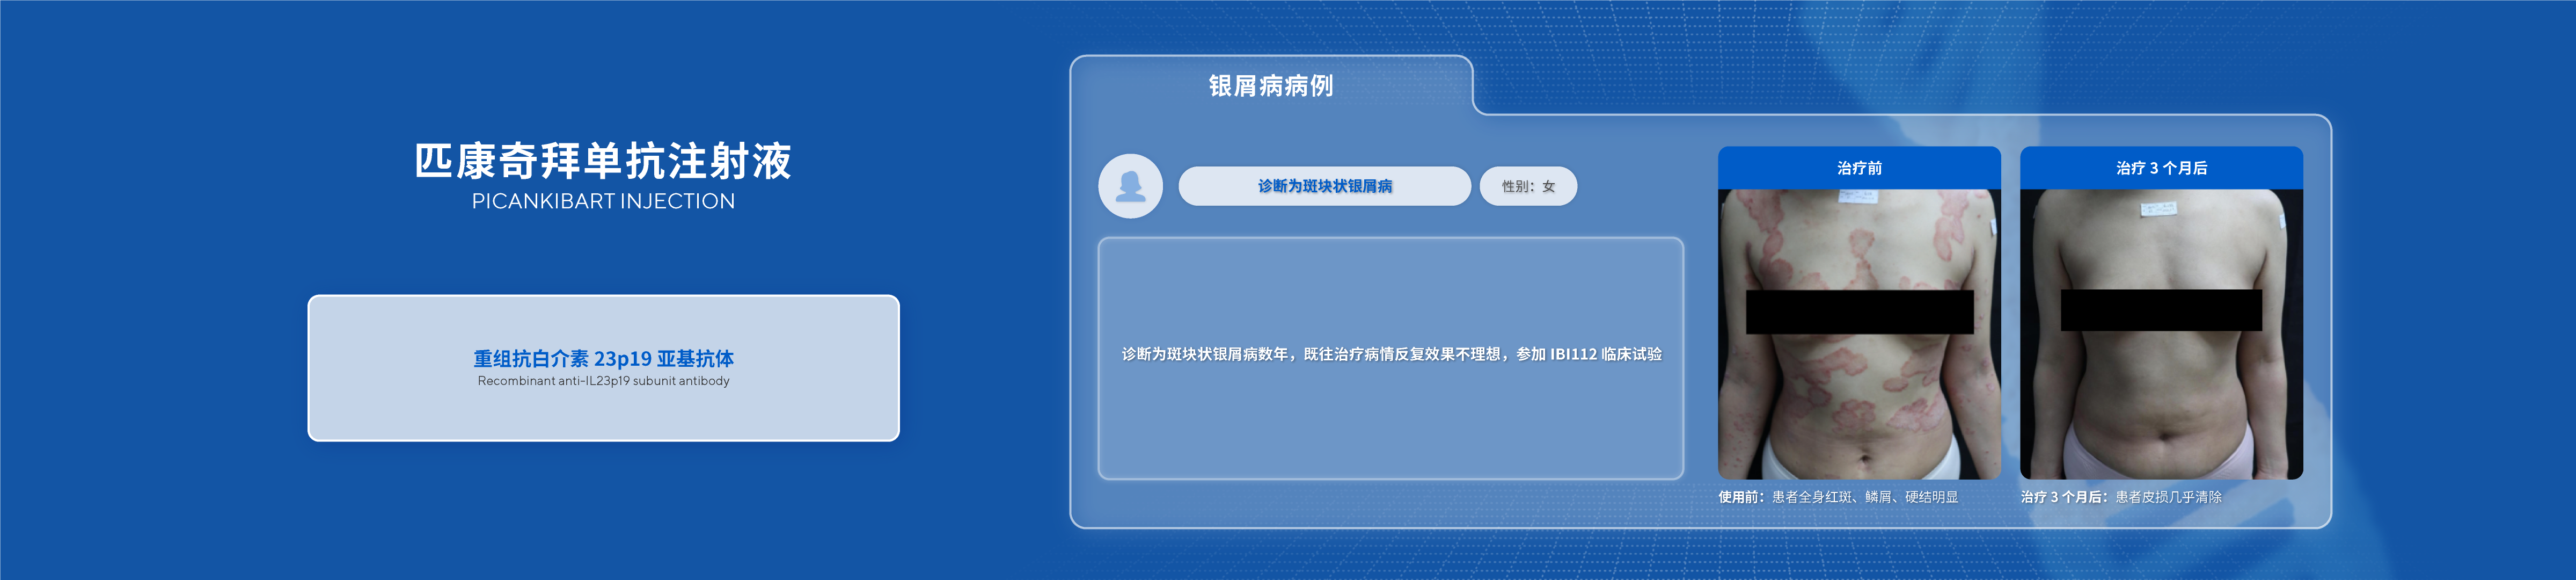 匹康奇拜单抗注射液
PICANKIBART INJECTION
重组抗白介素 23p19 亚基抗体
Recombinant anti-IL23p19 subunit antibody
银屑病病例
诊断为斑块状银屑病
性别：女
诊断为斑块状银屑病数年，既往治疗病情反复效果不理想，参加 IBI112 临床试验
治疗前
使用前：患者全身红斑、鳞屑、硬结明显
治疗 3 个月后
治疗 3 个月后：患者皮损几乎清除